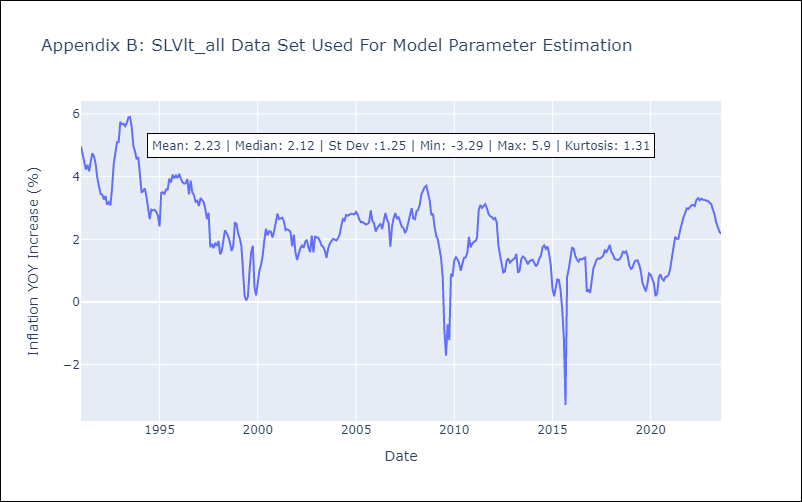 Appendix B: SLVlt_all Data Set Used For Model Parameter Estimation
Mean: 2.23 | Median: 2.12 | St Dev :1.25 | Min: -3.29 | Max: 5.9 | Kurtosis: 1.31
Inflation YOY Increase (%)
6
4
2
0
−2
1995
2000
2005
2010
2015
2020
Date